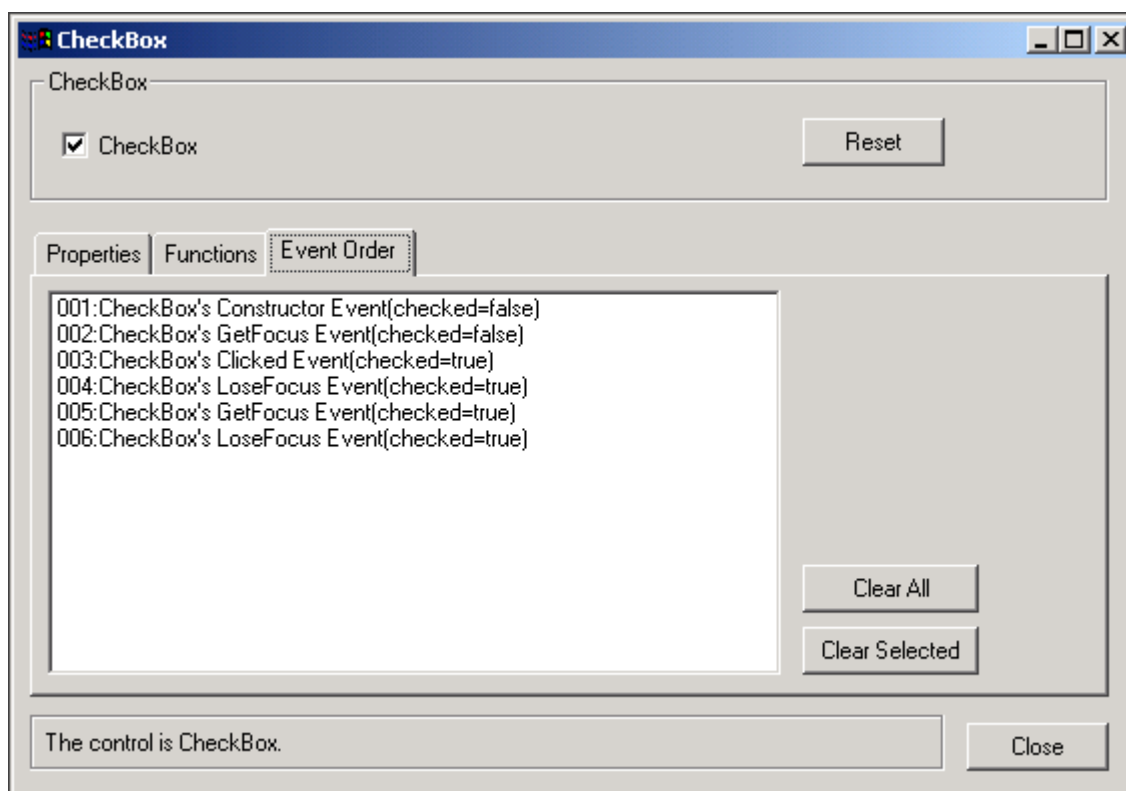 CheckBox
CheckBox
CheckBox
Reset
Properties Functions Event Order
001:CheckBox's Constructor Event(checked=false)
002:CheckBox's GetFocus Event(checked=false)
003:CheckBox's Clicked Event(checked=true)
004:CheckBox's LoseFocus Event(checked=true)
005:CheckBox's GetFocus Event(checked=true)
006:CheckBox's LoseFocus Event(checked=true)
Clear All
Clear Selected
The control is CheckBox.
Close